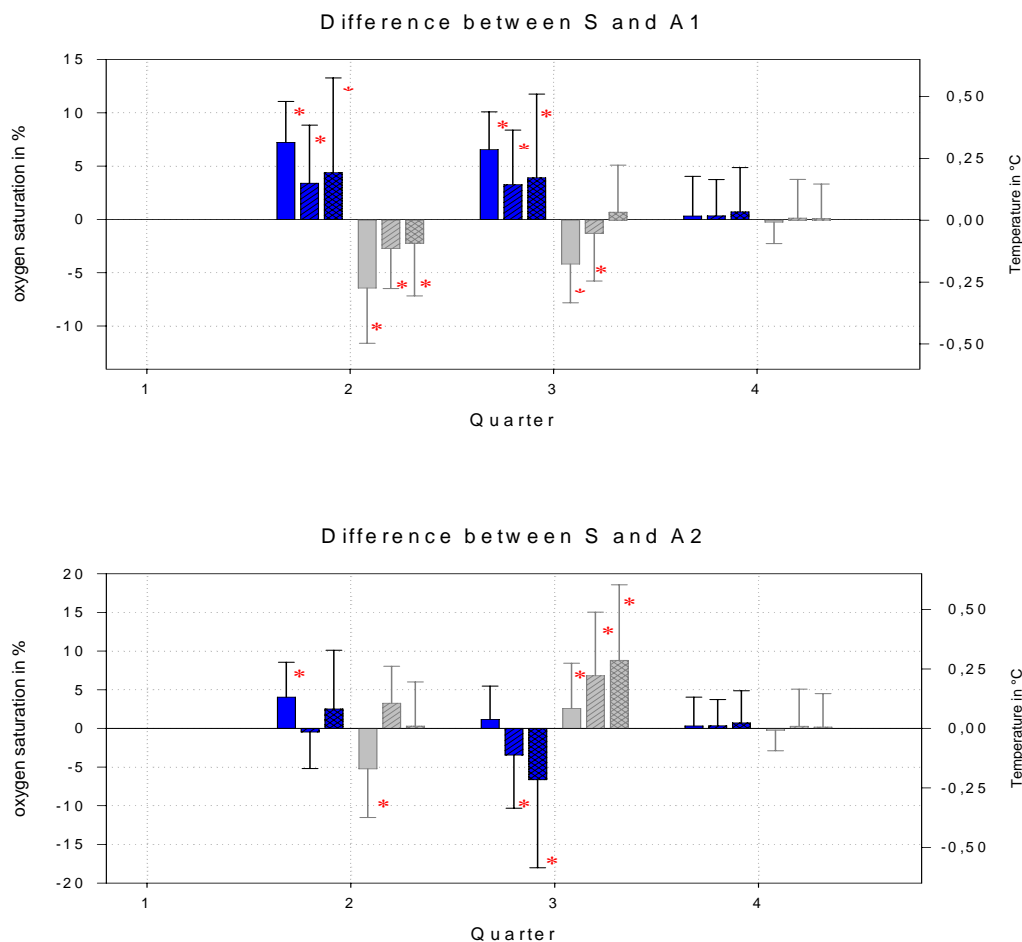 Difference between S and A1
15
10
5
0
-5
-10
oxygen saturation in %
0,50
0,25
0,00
-0,25
-0,50
Temperature in °C
* * * * * * * * * * *
1 2 3 4
Quarter
Difference between S and A2
20
15
10
5
0
-5
-10
-15
-20
oxygen saturation in %
0,50
0,25
0,00
-0,25
-0,50
Temperature in °C
* * * * * * *
1 2 3 4
Quarter